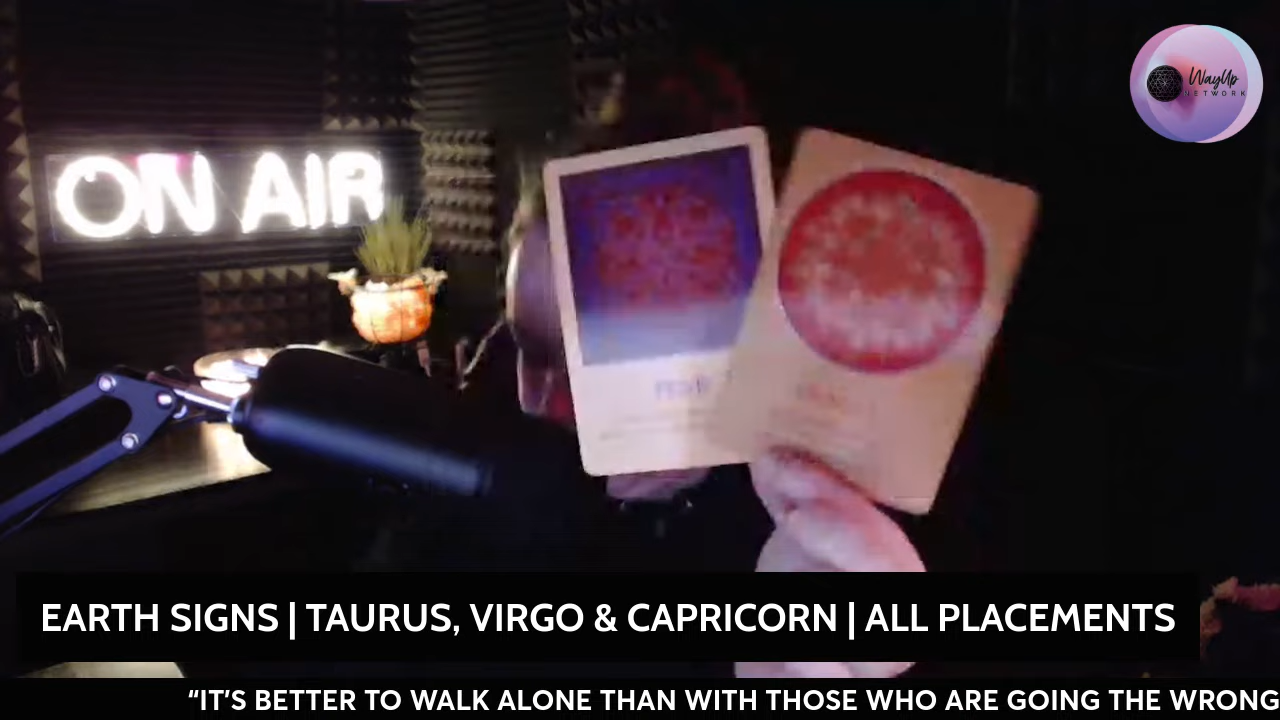 WayUp
NETWORK
ON AIR
EARTH SIGNS | TAURUS, VIRGO & CAPRICORN | ALL PLACEMENTS
“IT’S BETTER TO WALK ALONE THAN WITH THOSE WHO ARE GOING THE WRONG